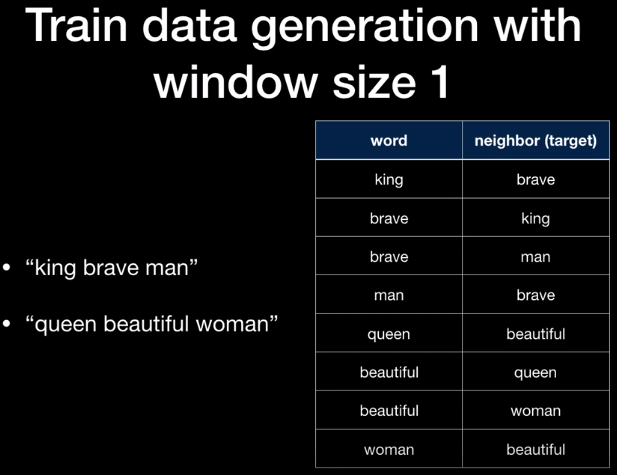 Train data generation with
window size 1
• “king brave man”
• “queen beautiful woman”
word neighbor (target)
king brave
brave king
brave man
man brave
queen beautiful
beautiful queen
beautiful woman
woman beautiful